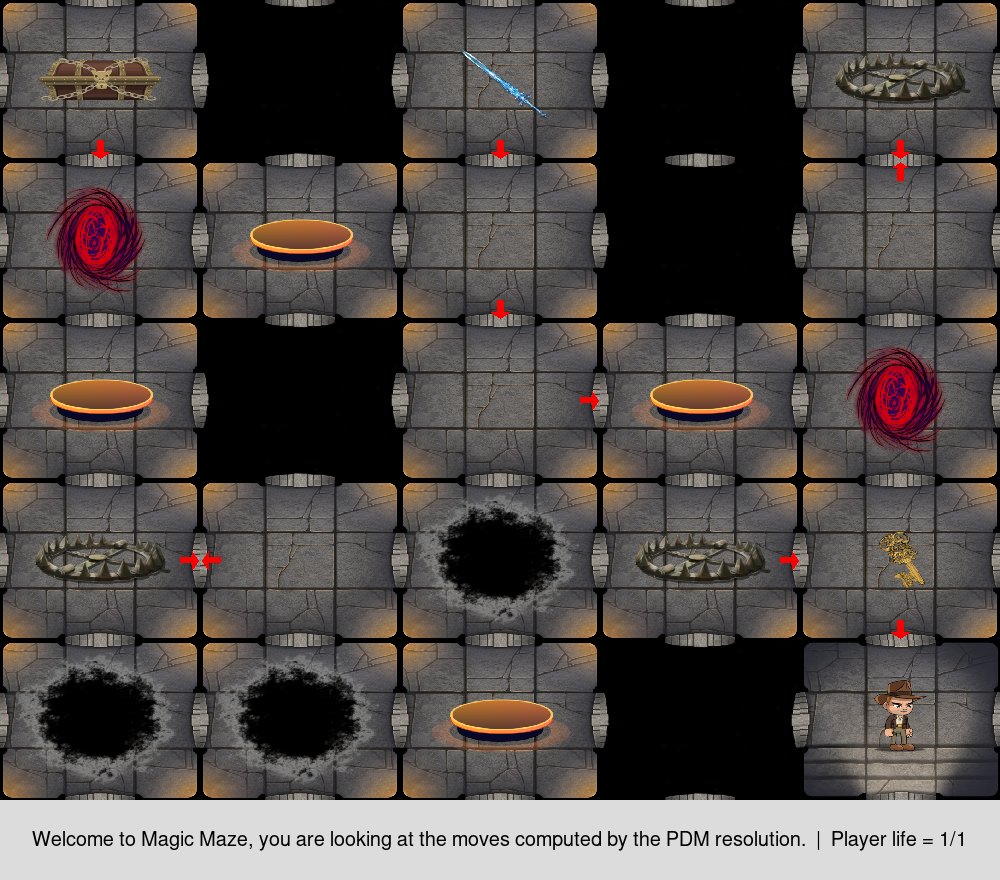 Welcome to Magic Maze, you are looking at the moves computed by the PDM resolution. | Player life = 1/1